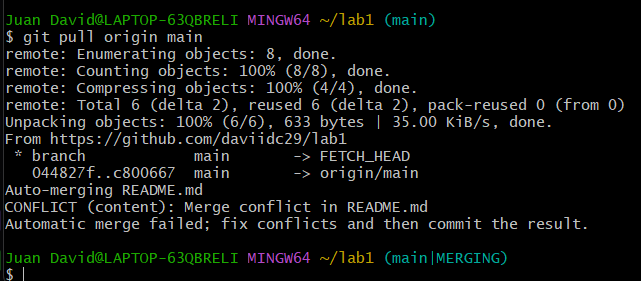 Juan David@LAPTOP-63QBRELI MINGW64 ~/lab1 (main)
$ git pull origin main
remote: Enumerating objects: 8, done.
remote: Counting objects: 100% (8/8), done.
remote: Compressing objects: 100% (4/4), done.
remote: Total 6 (delta 2), reused 6 (delta 2), pack-reused 0 (from 0)
Unpacking objects: 100% (6/6), 633 bytes | 35.00 KiB/s, done.
From https://github.com/daviidc29/lab1
 * branch            main       -> FETCH_HEAD
   044827f..c800667  main       -> origin/main
Auto-merging README.md
CONFLICT (content): Merge conflict in README.md
Automatic merge failed; fix conflicts and then commit the result.
Juan David@LAPTOP-63QBRELI MINGW64 ~/lab1 (main|MERGING)
$